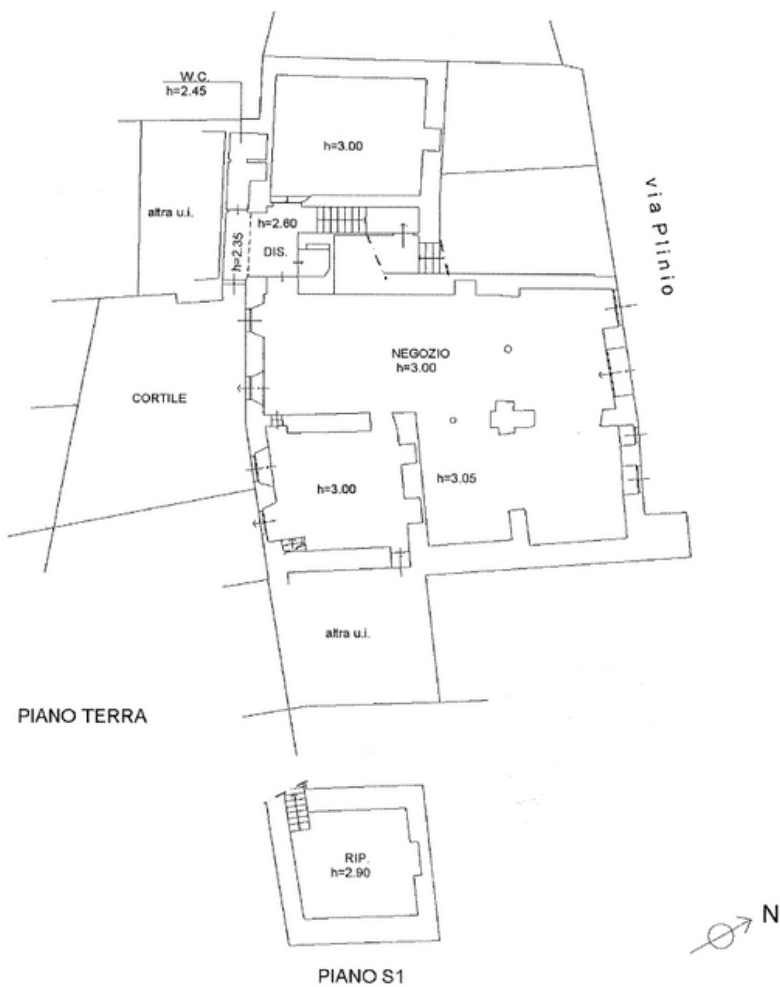 W.C.
h=2.45
h=3.00
altra u.i.
h=2.60
h=2.35
DIS.
via Plinio
NEGOZIO
h=3.00
CORTILE
h=3.00
h=3.05
altra u.i.
PIANO TERRA
RIP.
h=2.90
N
PIANO S1